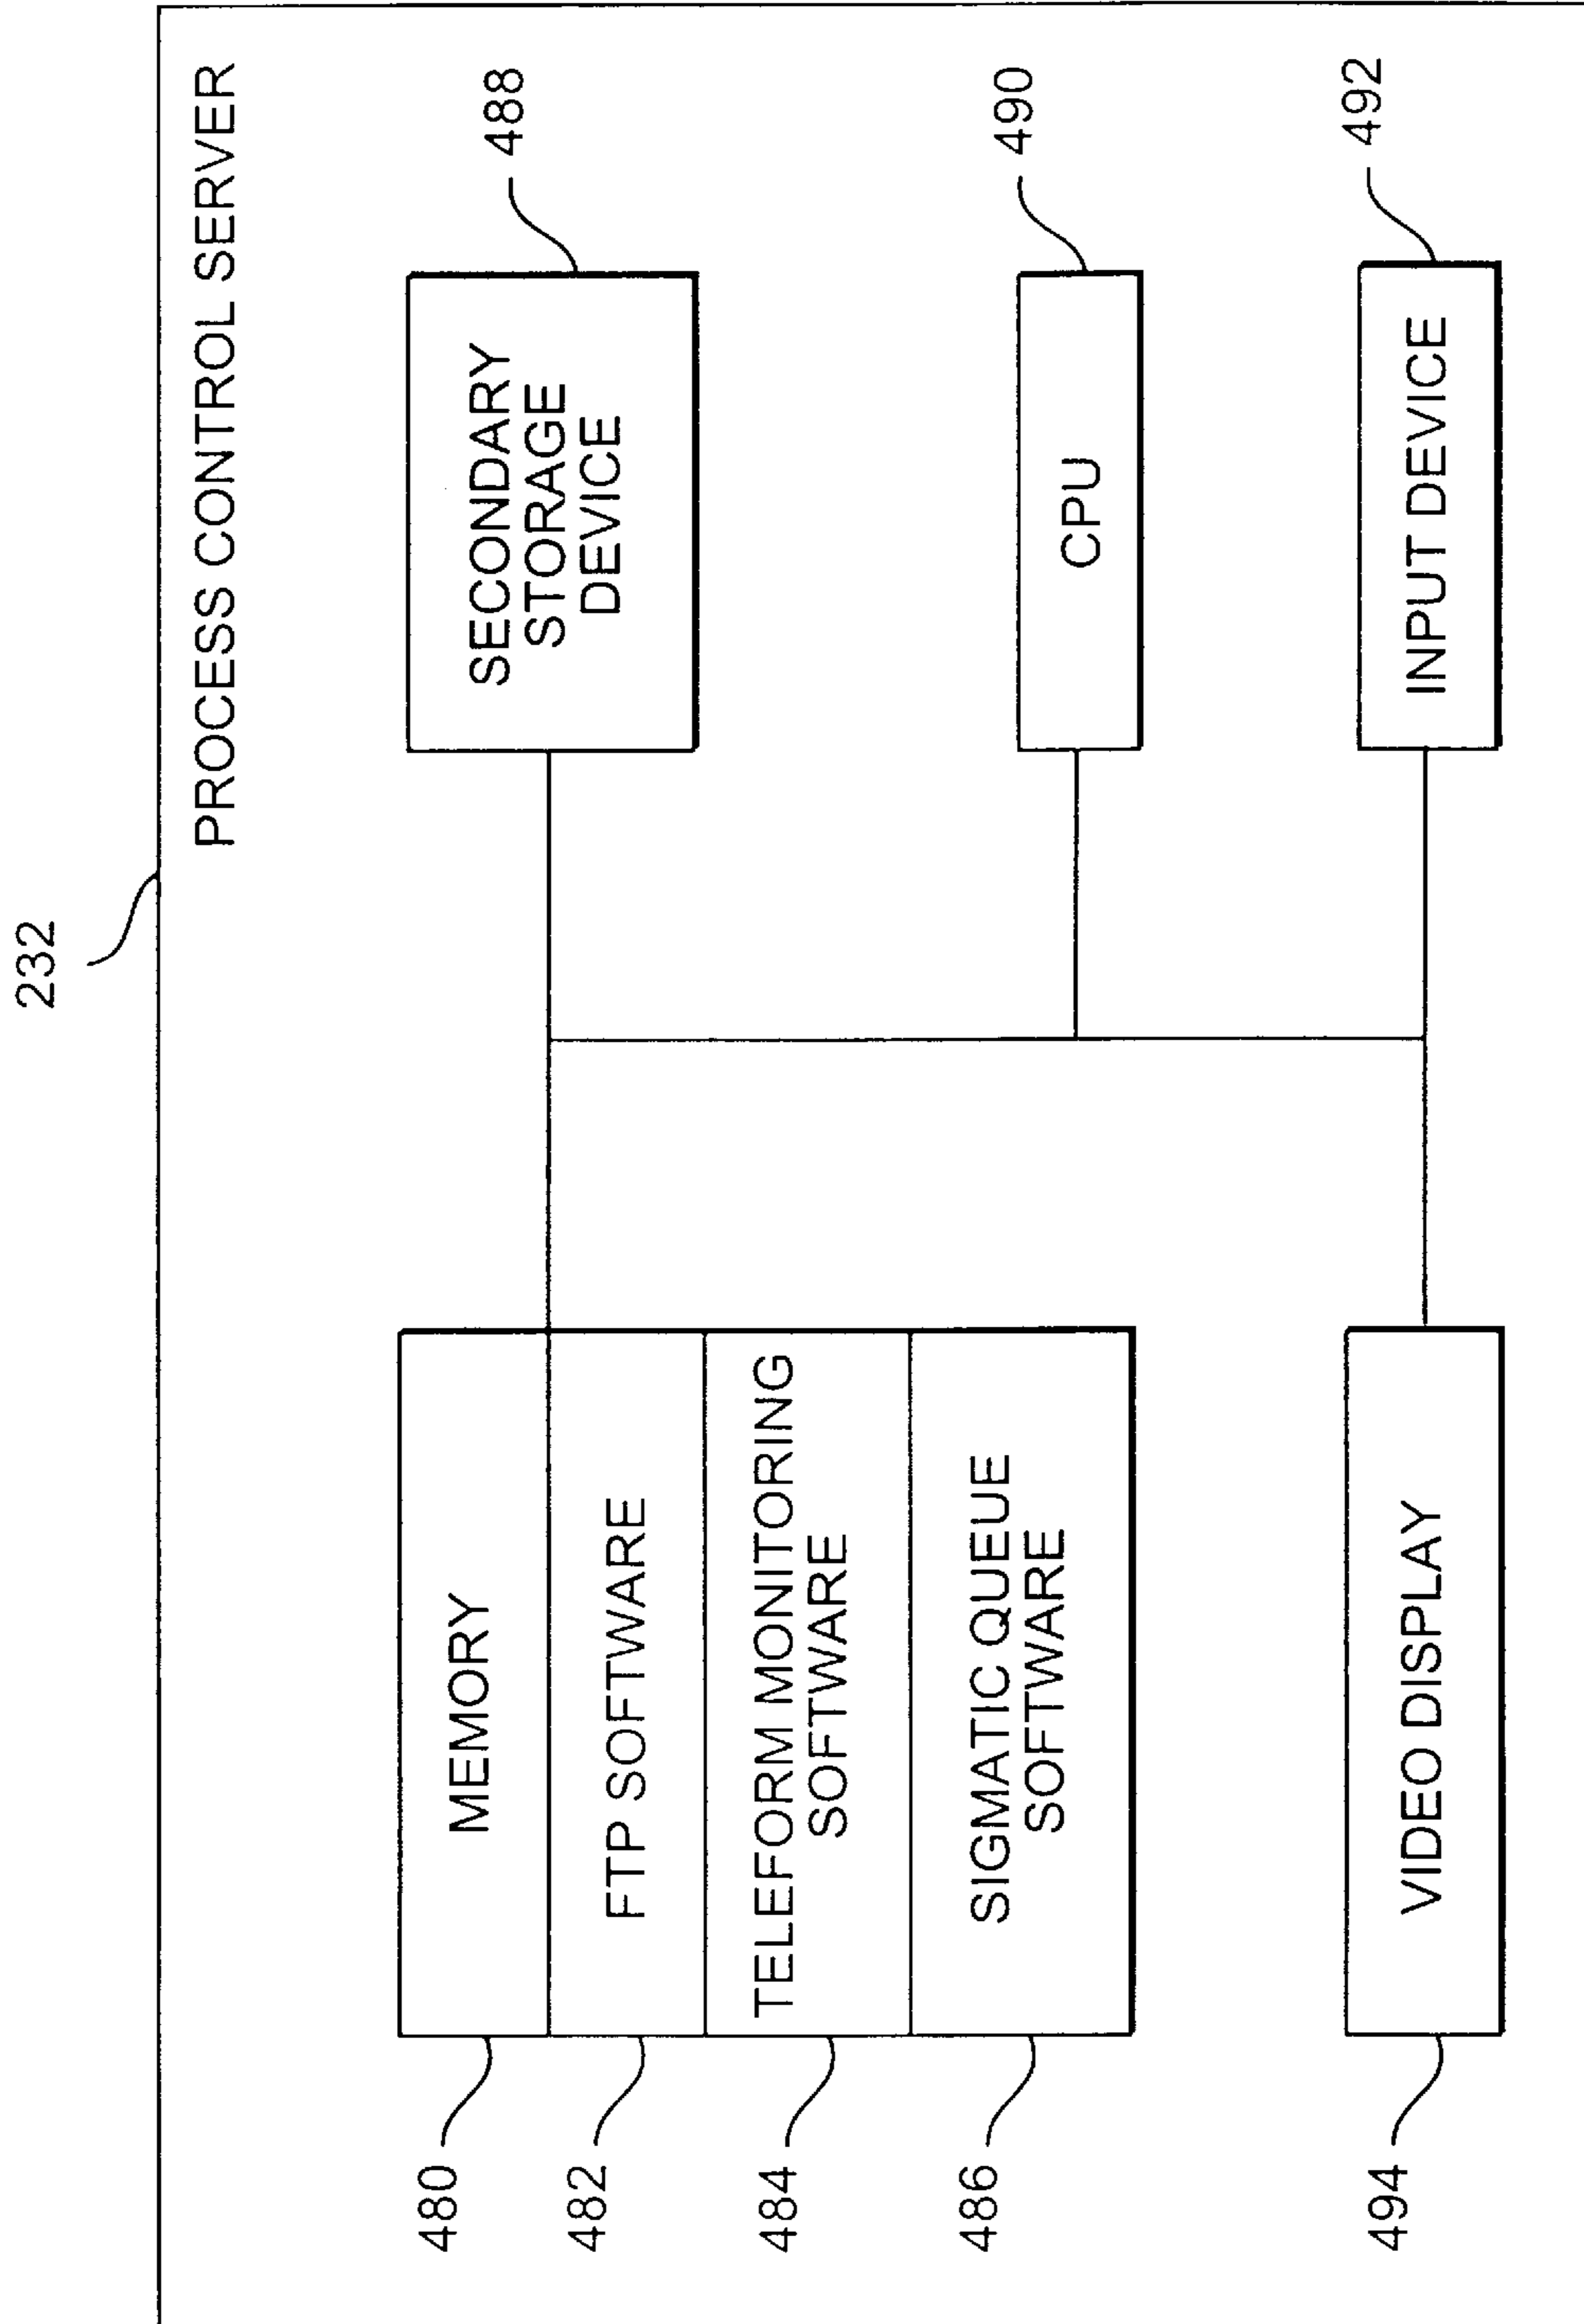 232
PROCESS CONTROL SERVER
480
MEMORY
482
FTP SOFTWARE
484
TELEFORM MONITORING
SOFTWARE
486
SIGMATIC QUEUE
SOFTWARE
494
VIDEO DISPLAY
SECONDARY
STORAGE
DEVICE
488
CPU
490
INPUT DEVICE
492